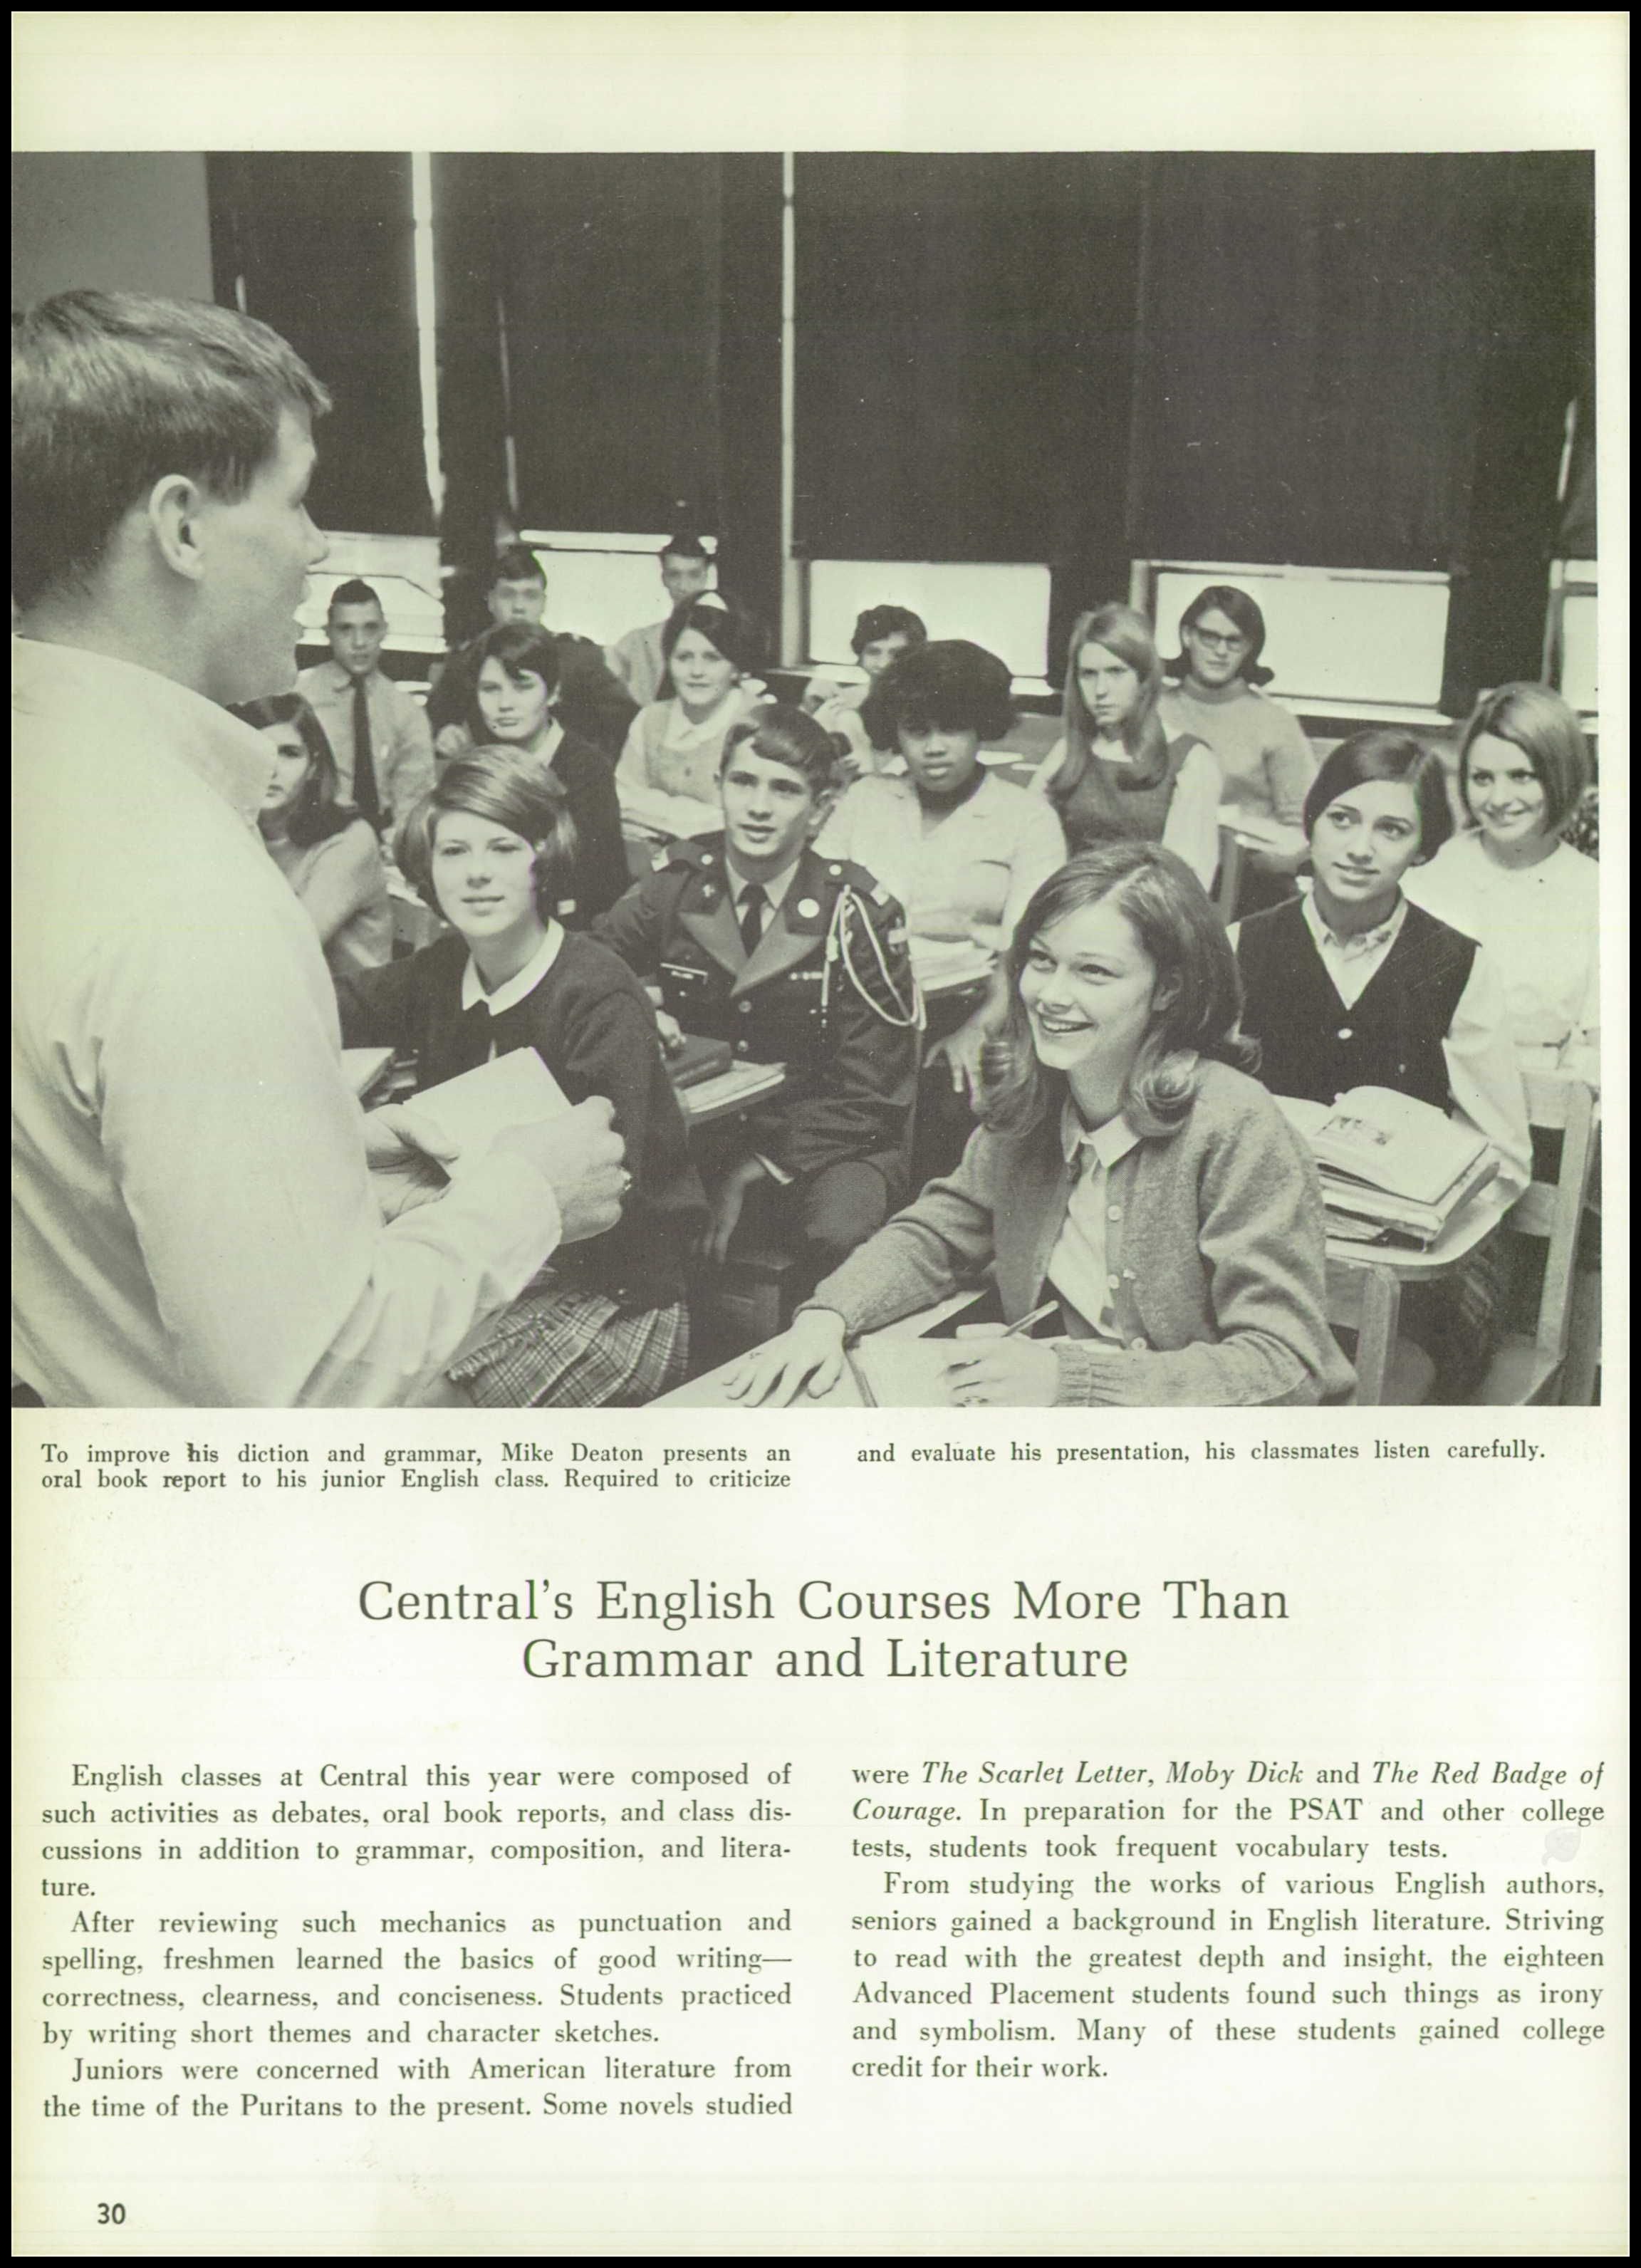 To improve his diction and grammar, Mike Deaton presents an
oral book report to his junior English class. Required to criticize
and evaluate his presentation, his classmates listen carefully.
Central's English Courses More Than
Grammar and Literature
English classes at Central this year were composed of
such activities as debates, oral book reports, and class dis-
cussions in addition to grammar, composition, and litera-
ture.
After reviewing such mechanics as punctuation and
spelling, freshmen learned the basics of good writing—
correctness, clearness, and conciseness. Students practiced
by writing short themes and character sketches.
Juniors were concerned with American literature from
the time of the Puritans to the present. Some novels studied
were The Scarlet Letter, Moby Dick and The Red Badge of
Courage. In preparation for the PSAT and other college
tests, students took frequent vocabulary tests.
From studying the works of various English authors,
seniors gained a background in English literature. Striving
to read with the greatest depth and insight, the eighteen
Advanced Placement students found such things as irony
and symbolism. Many of these students gained college
credit for their work.
30